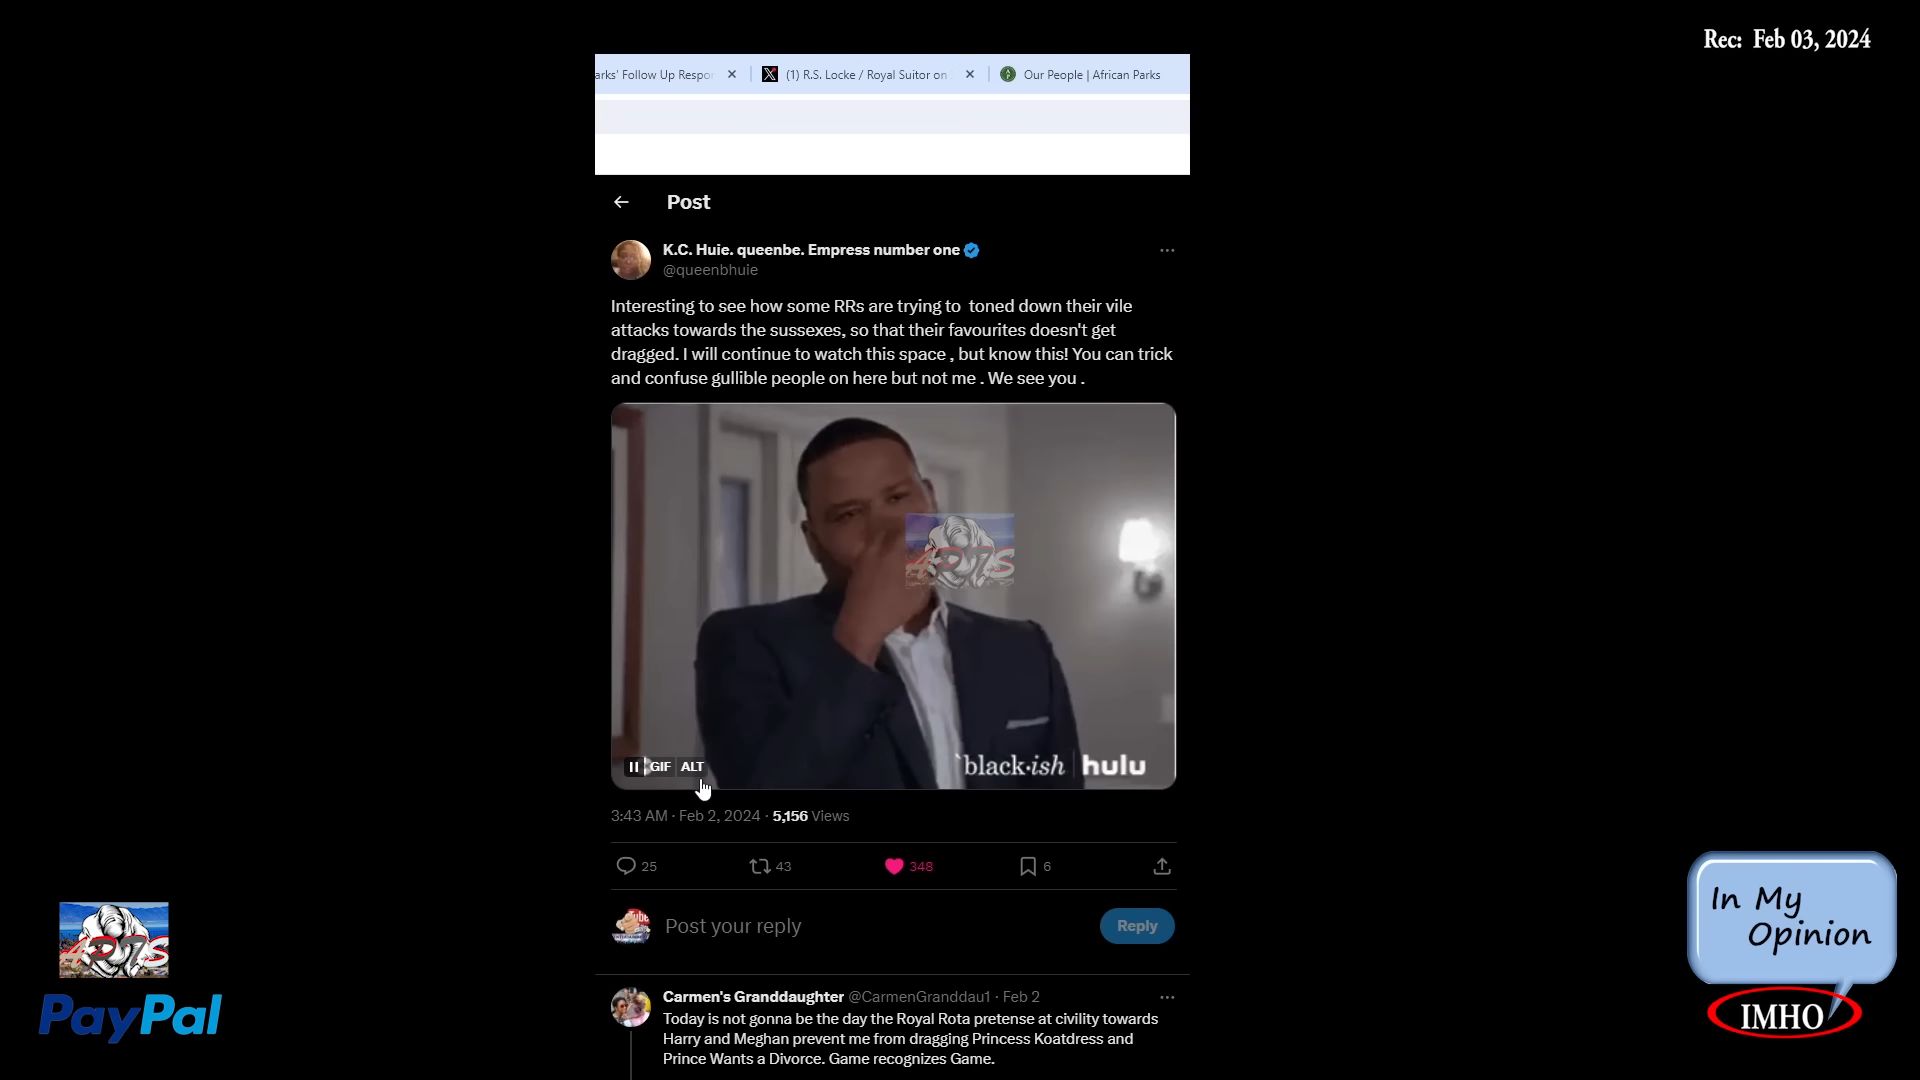 Rec: Feb 03, 2024
arks' Follow Up Respor
(1) R.S. Locke / Royal Suitor on
Our People | African Parks
Post
K.C. Huie. queenbe. Empress number one
@queenbhuie
Interesting to see how some RRs are trying to toned down their vile
attacks towards the sussexes, so that their favourites doesn't get
dragged. I will continue to watch this space , but know this! You can trick
and confuse gullible people on here but not me . We see you .
GIF ALT
black-ish hulu
3:43 AM · Feb 2, 2024 · 5,156 Views
25 43 348 6
Post your reply
Reply
Carmen's Granddaughter @CarmenGranddau1 · Feb 2
Today is not gonna be the day the Royal Rota pretense at civility towards
Harry and Meghan prevent me from dragging Princess Koatdress and
Prince Wants a Divorce. Game recognizes Game.
PayPal
In My
Opinion
IMHO